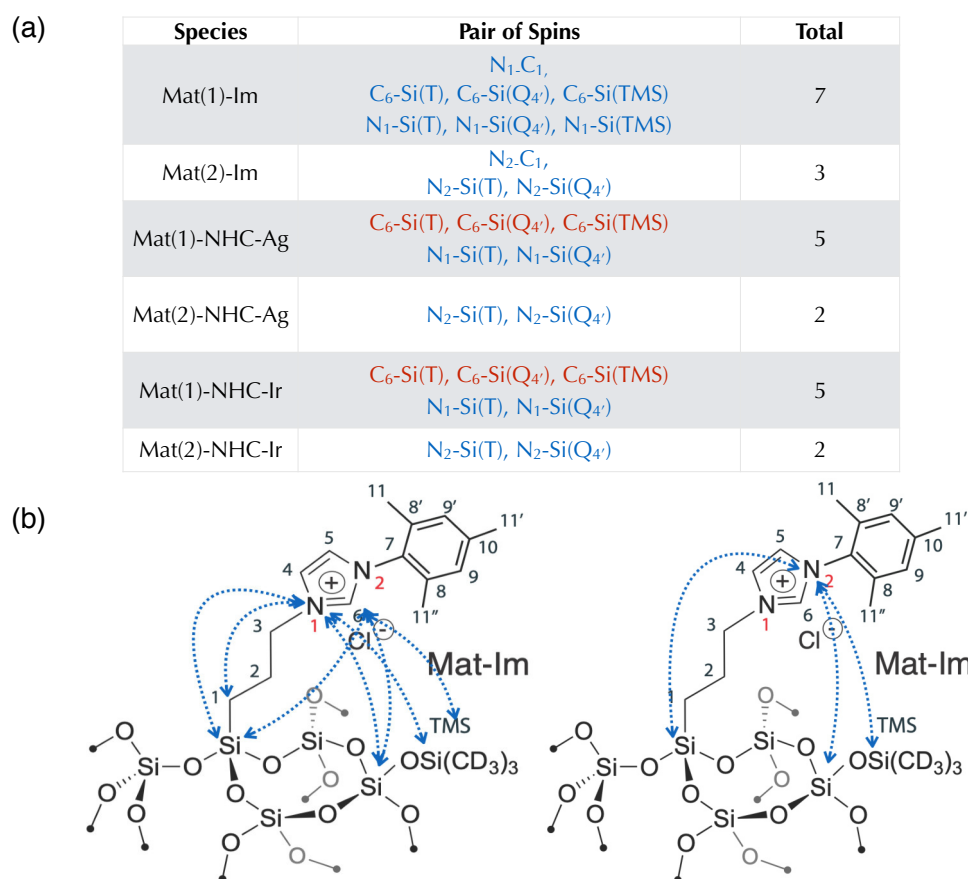 (a)
Species Pair of Spins Total
Mat(1)-Im N₁-C₁, C₆-Si(T), C₆-Si(Q₄'), C₆-Si(TMS) N₁-Si(T), N₁-Si(Q₄'), N₁-Si(TMS) 7
Mat(2)-Im N₂-C₁, N₂-Si(T), N₂-Si(Q₄') 3
Mat(1)-NHC-Ag C₆-Si(T), C₆-Si(Q₄'), C₆-Si(TMS) N₁-Si(T), N₁-Si(Q₄') 5
Mat(2)-NHC-Ag N₂-Si(T), N₂-Si(Q₄') 2
Mat(1)-NHC-Ir C₆-Si(T), C₆-Si(Q₄'), C₆-Si(TMS) N₁-Si(T), N₁-Si(Q₄') 5
Mat(2)-NHC-Ir N₂-Si(T), N₂-Si(Q₄') 2
(b)
11 8' 9' 11' 5 7 10 4 N 2 8 9 + N 1 6 11" 3 Cl - 2 Mat-Im 1 TMS
O Si O Si O Si O Si OSi(CD₃)₃ O O O O Si O O O O
11 8' 9' 11' 5 7 10 4 N 2 8 9 + N 1 6 11" 3 Cl - 2 Mat-Im 1 TMS
O Si O Si O Si O Si OSi(CD₃)₃ O O O O Si O O O O